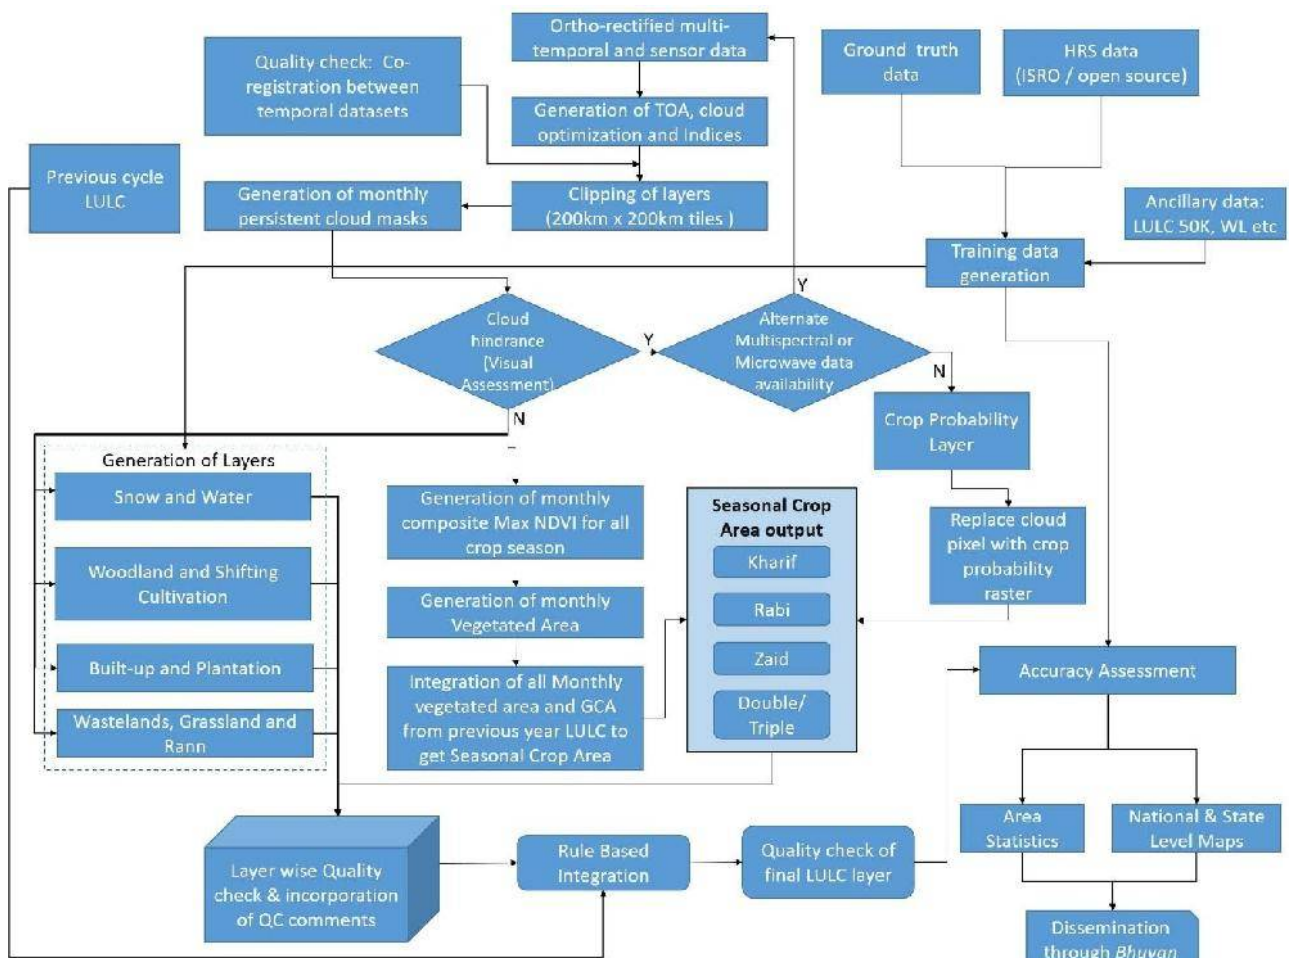 Ortho-rectified multi-
temporal and sensor data
Ground truth
data
HRS data
(ISRO / open source)
Quality check: Co-
registration between
temporal datasets
Generation of TOA, cloud
optimization and Indices
Previous cycle
LULC
Generation of monthly
persistent cloud masks
Clipping of layers
(200km x 200km tiles )
Ancillary data:
LULC 50K, WL etc
Training data
generation
Y
Cloud
hindrance
(Visual
Assessment)
Y
Alternate
Multispectral or
Microwave data
availability
N
N
Crop Probability
Layer
Generation of Layers
Snow and Water
Woodland and Shifting
Cultivation
Built-up and Plantation
Wastelands, Grassland and
Rann
Generation of monthly
composite Max NDVI for all
crop season
Generation of monthly
Vegetated Area
Integration of all Monthly
vegetated area and GCA
from previous year LULC to
get Seasonal Crop Area
Seasonal Crop
Area output
Kharif
Rabi
Zaid
Double/
Triple
Replace cloud
pixel with crop
probability
raster
Accuracy Assessment
Area
Statistics
National & State
Level Maps
Layer wise Quality
check & incorporation
of QC comments
Rule Based
Integration
Quality check of
final LULC layer
Dissemination
through Bhuvan